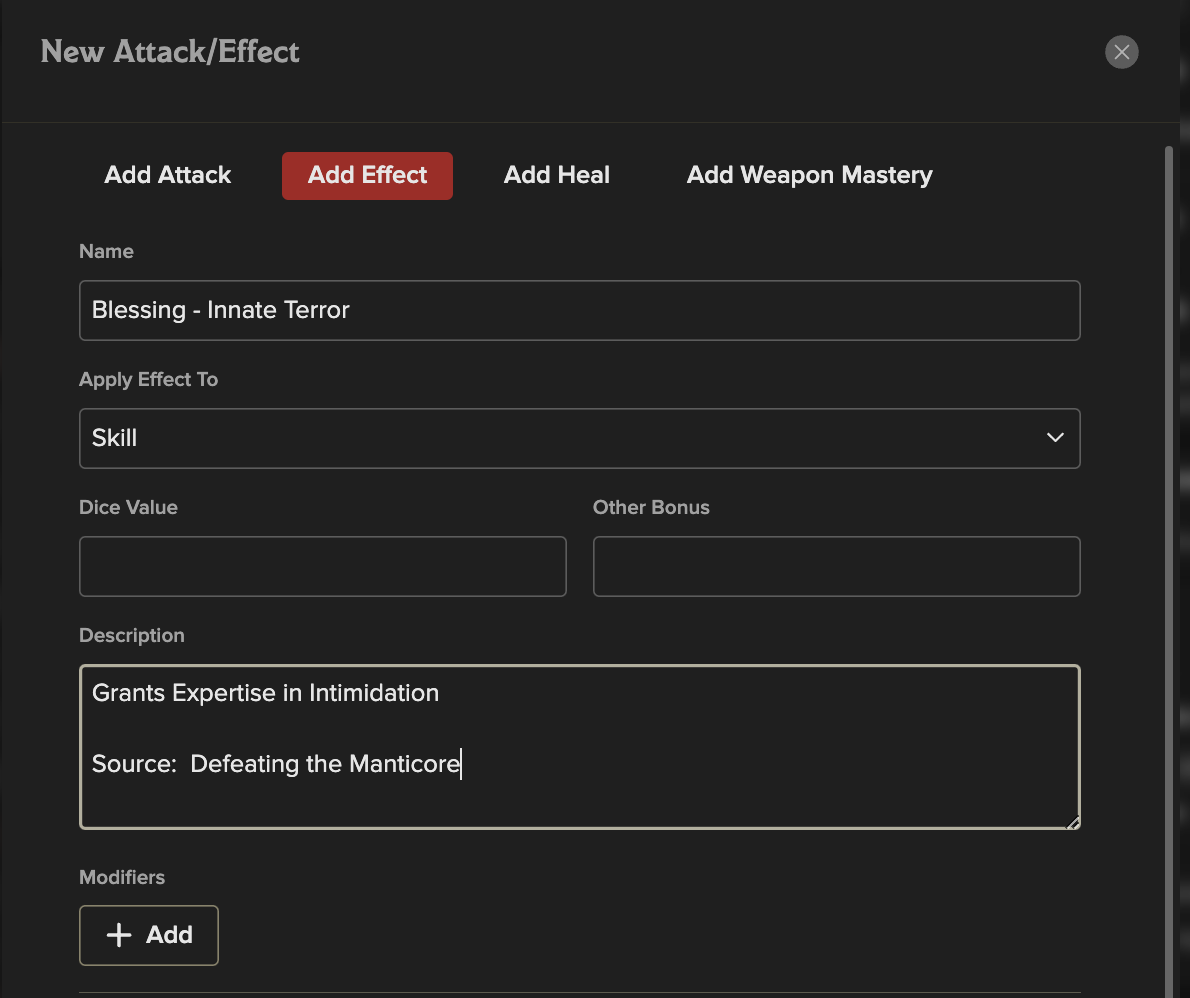 New Attack/Effect
Add Attack Add Effect Add Heal Add Weapon Mastery
Name
Blessing - Innate Terror
Apply Effect To
Skill
Dice Value Other Bonus
Description
Grants Expertise in Intimidation
Source:  Defeating the Manticore
Modifiers
+ Add